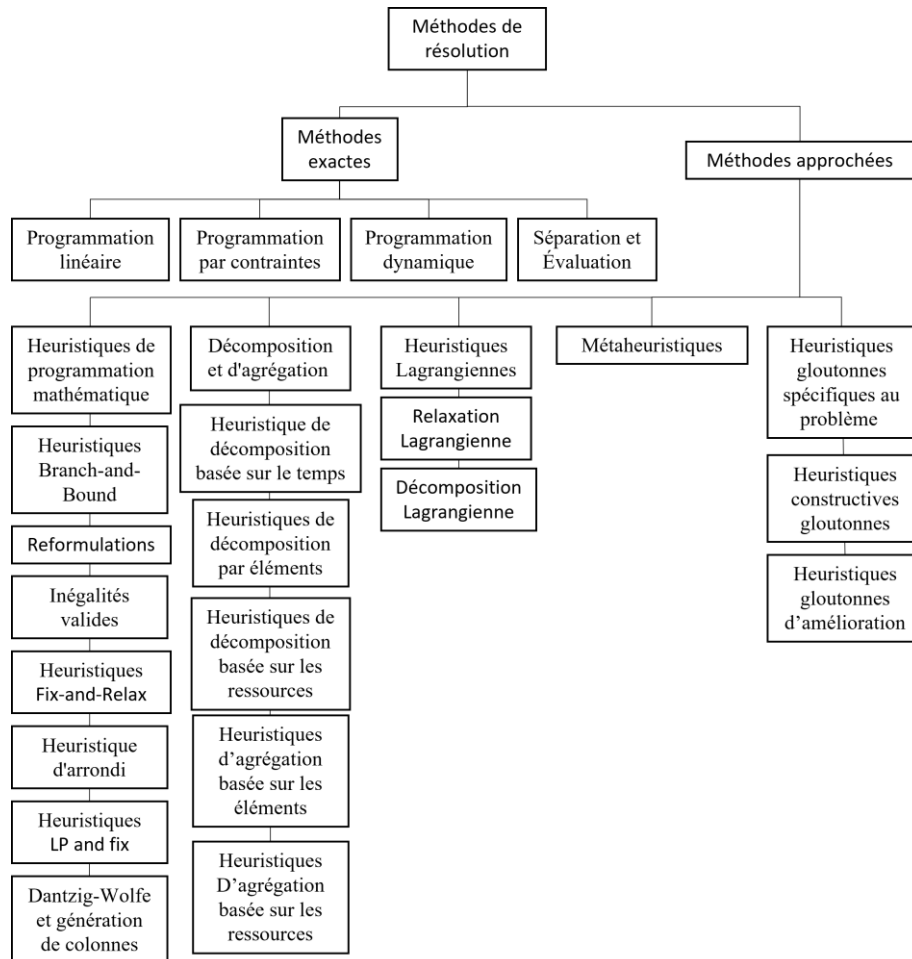 Méthodes de
résolution
Méthodes
exactes
Méthodes approchées
Programmation
linéaire
Programmation
par contraintes
Programmation
dynamique
Séparation et
Évaluation
Heuristiques de
programmation
mathématique
Heuristiques
Branch-and-
Bound
Reformulations
Inégalités
valides
Heuristiques
Fix-and-Relax
Heuristique
d'arrondi
Heuristiques
LP and fix
Dantzig-Wolfe
et génération
de colonnes
Décomposition
et d'agrégation
Heuristique de
décomposition
basée sur le temps
Heuristiques de
décomposition
par éléments
Heuristiques de
décomposition
basée sur les
ressources
Heuristiques
d’agrégation
basée sur les
éléments
Heuristiques
D’agrégation
basée sur les
ressources
Heuristiques
Lagrangiennes
Relaxation
Lagrangienne
Décomposition
Lagrangienne
Métaheuristiques
Heuristiques
gloutonnes
spécifiques au
problème
Heuristiques
constructives
gloutonnes
Heuristiques
gloutonnes
d’amélioration